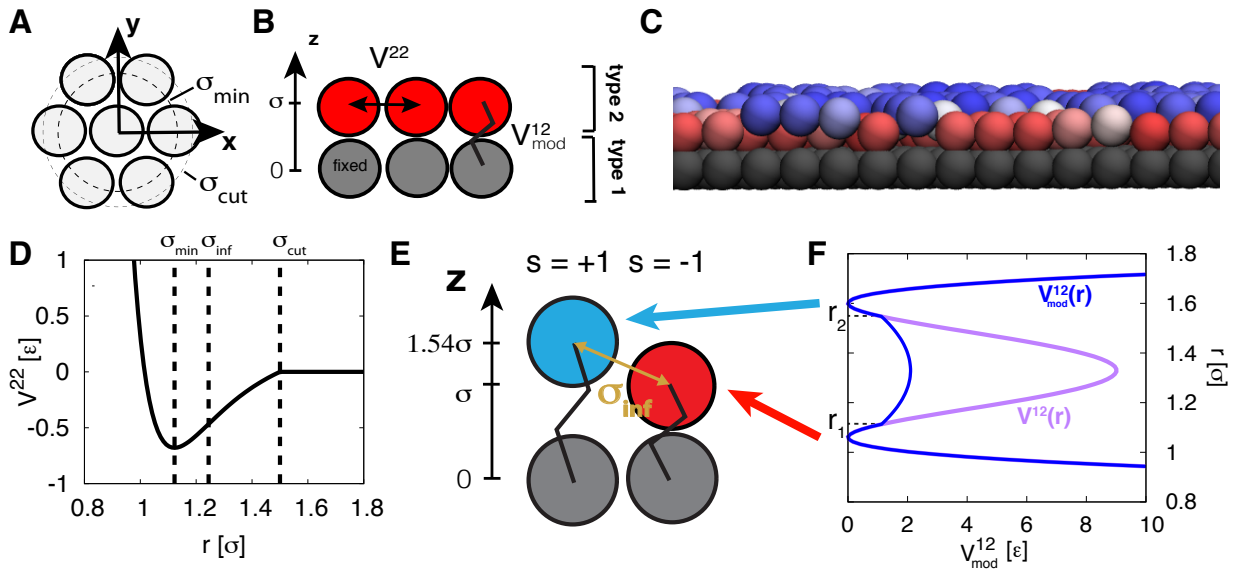 A
y
σmin
x
σcut
B
z
V22
σ
V12mod
fixed
0
type 2
type 1
C
D
σmin σinf σcut
1
0.5
0
-0.5
-1
V22 [ε]
0.8 1 1.2 1.4 1.6 1.8
r [σ]
E
s = +1 s = -1
z
1.54σ
σ
σinf
0
F
1.8
1.6
1.4
1.2
1
0.8
r [σ]
V12mod(r)
V12(r)
r2
r1
0 2 4 6 8 10
V12mod [ε]